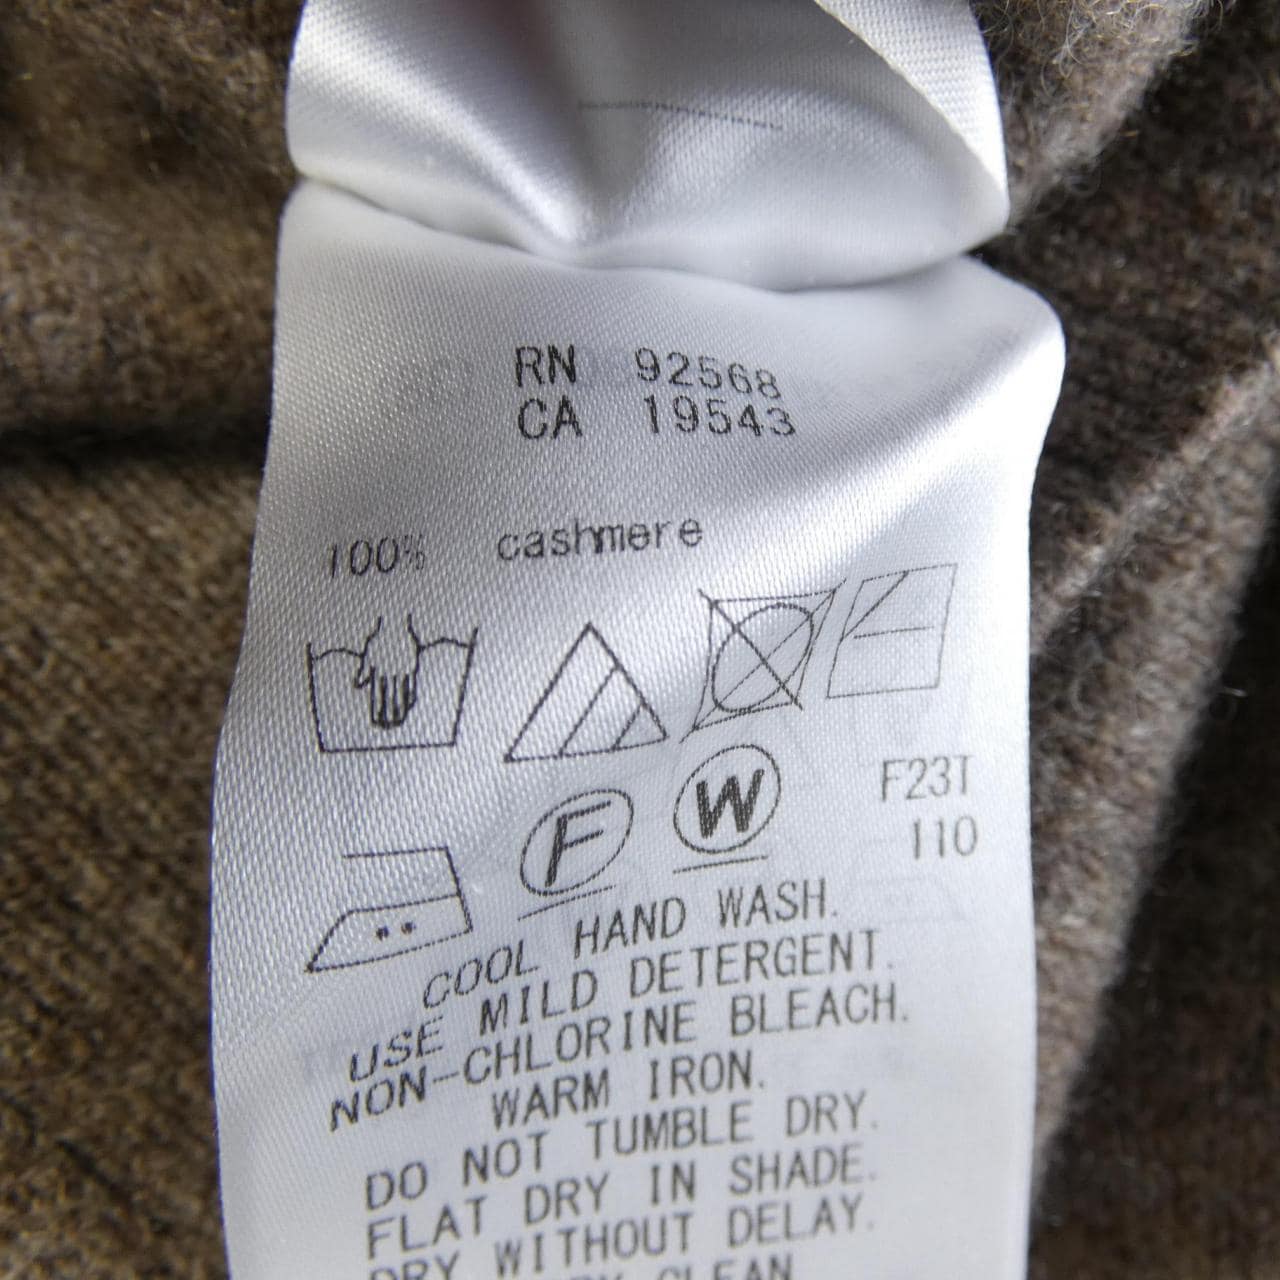 RN 92568
CA 19543
100% cashmere
F
W
F23T
110
COOL HAND WASH.
USE MILD DETERGENT.
NON-CHLORINE BLEACH.
WARM IRON.
DO NOT TUMBLE DRY.
FLAT DRY IN SHADE.
DRY WITHOUT DELAY.
CLEAN